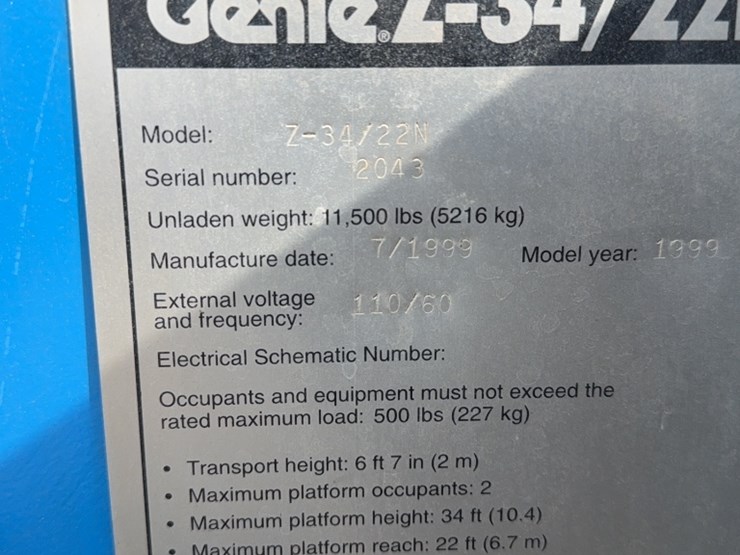 Genie® Z-34/22N
Model: Z-34/22N
Serial number: 2043
Unladen weight: 11,500 lbs (5216 kg)
Manufacture date: 7/1999 Model year: 1999
External voltage
and frequency: 110/60
Electrical Schematic Number:
Occupants and equipment must not exceed the
rated maximum load: 500 lbs (227 kg)
• Transport height: 6 ft 7 in (2 m)
• Maximum platform occupants: 2
• Maximum platform height: 34 ft (10.4)
• Maximum platform reach: 22 ft (6.7 m)